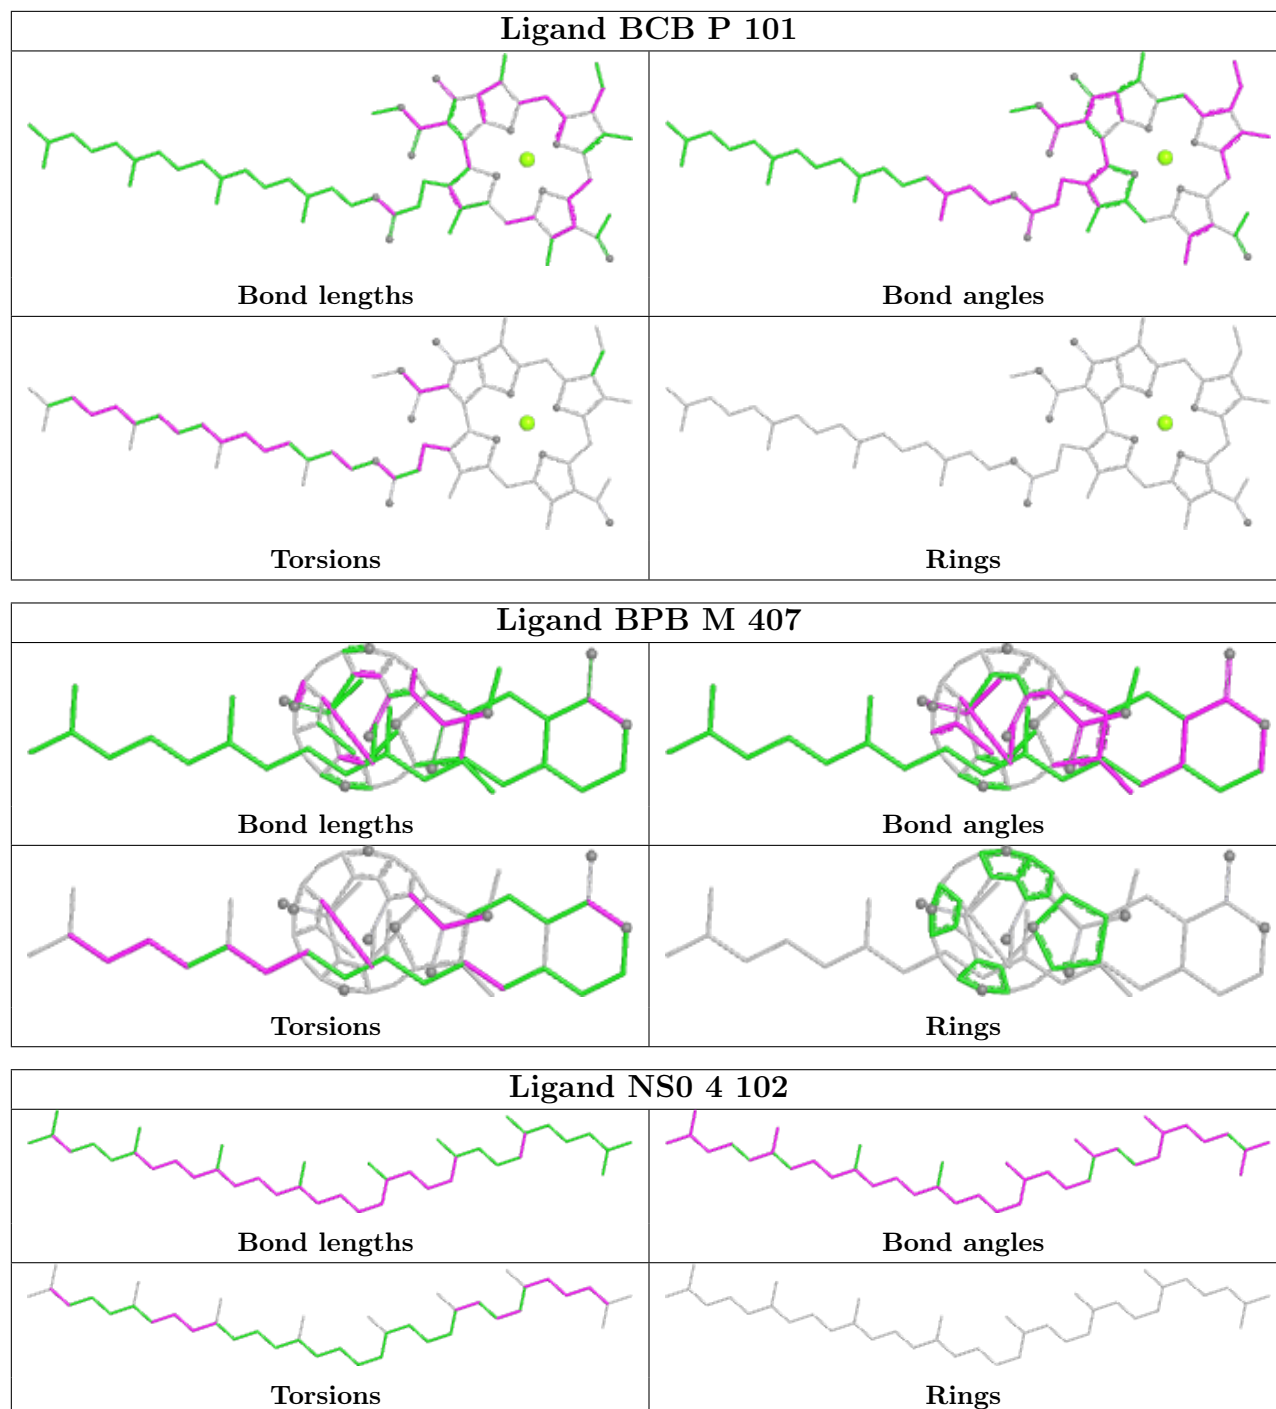 Ligand BCB P 101
Bond lengths
Bond angles
Torsions
Rings
Ligand BPB M 407
Bond lengths
Bond angles
Torsions
Rings
Ligand NS0 4 102
Bond lengths
Bond angles
Torsions
Rings